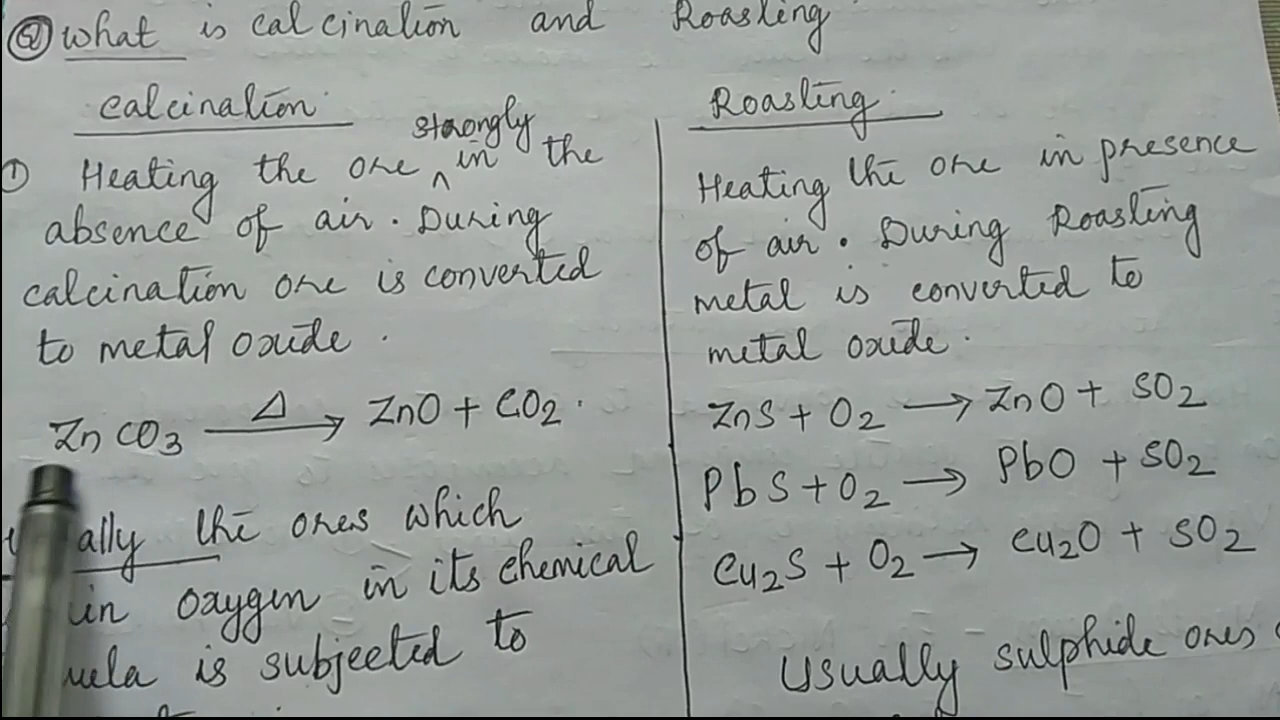 Q What is calcination and Roasting
calcination
① Heating the ore strongly in the
absence of air. During
calcination ore is converted
to metal oxide.
ZnCO3 —Δ→ ZnO + CO2.
ally the ores which
in oxygen in its chemical
is subjected to
Roasting.
Heating the ore in presence
of air. During Roasting
metal is converted to
metal oxide.
ZnS + O2 → ZnO + SO2
PbS + O2 → PbO + SO2
Cu2S + O2 → Cu2O + SO2
Usually sulphide ores